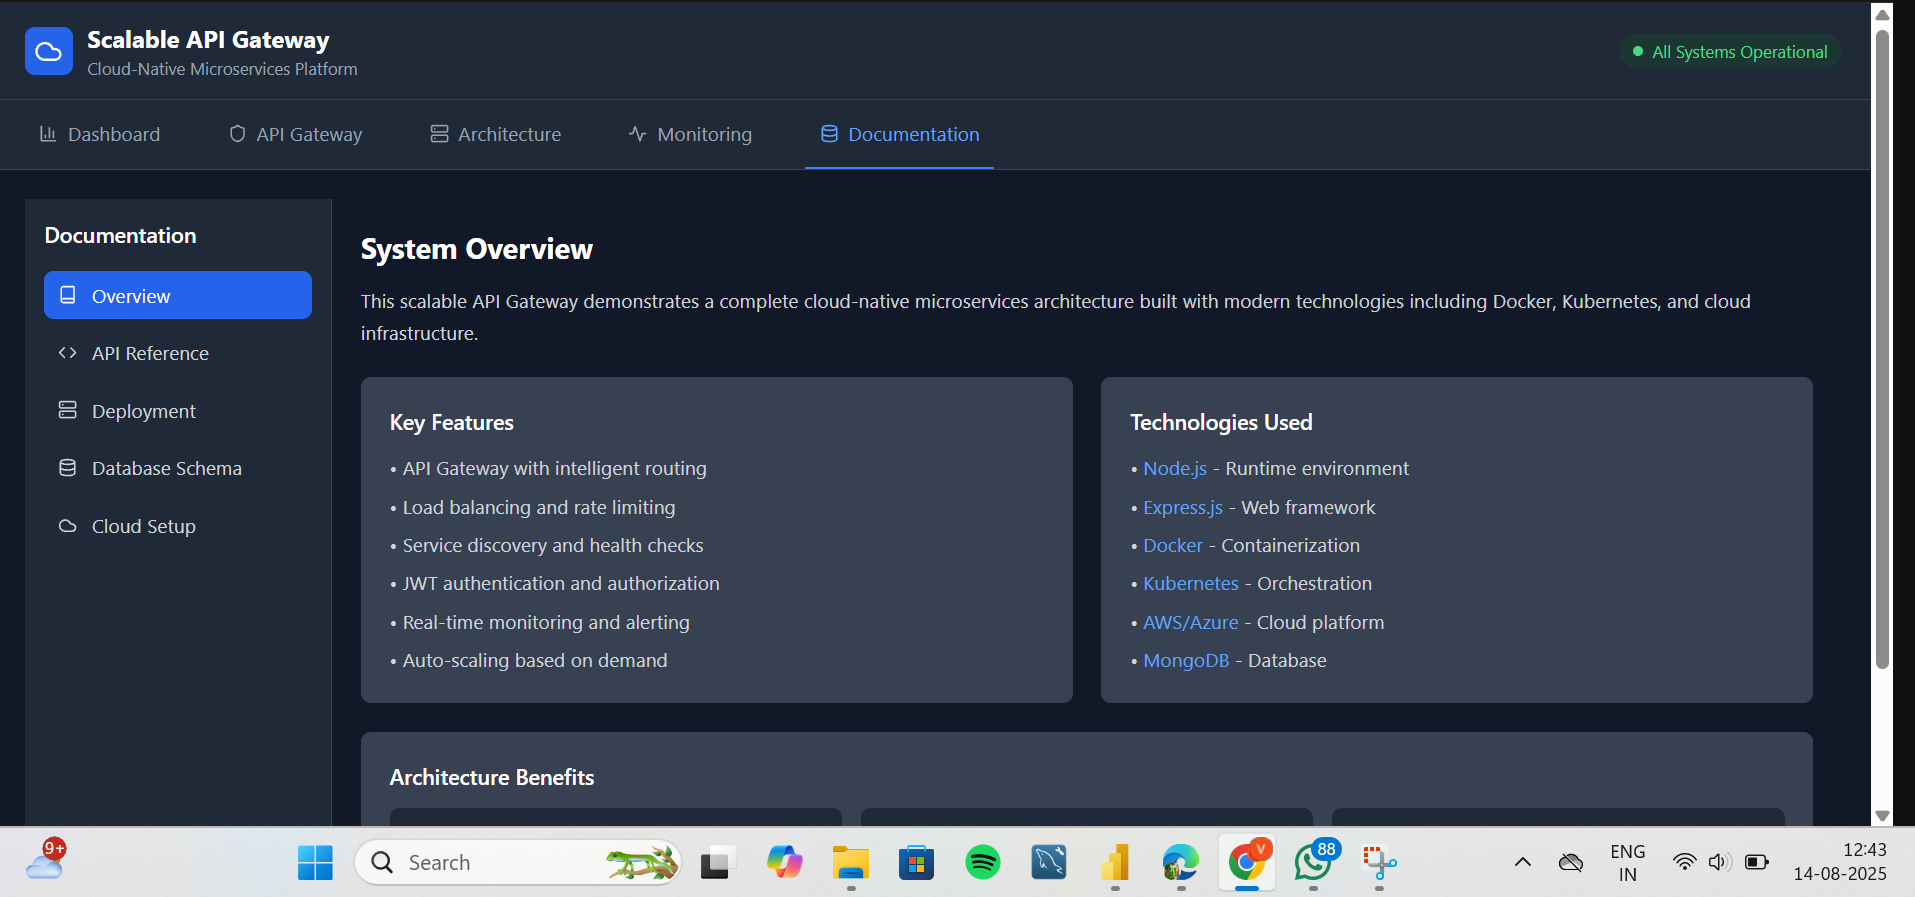 Scalable API Gateway
Cloud-Native Microservices Platform
All Systems Operational
Dashboard
API Gateway
Architecture
Monitoring
Documentation
Documentation
Overview
API Reference
Deployment
Database Schema
Cloud Setup
System Overview
This scalable API Gateway demonstrates a complete cloud-native microservices architecture built with modern technologies including Docker, Kubernetes, and cloud
infrastructure.
Key Features
• API Gateway with intelligent routing
• Load balancing and rate limiting
• Service discovery and health checks
• JWT authentication and authorization
• Real-time monitoring and alerting
• Auto-scaling based on demand
Technologies Used
• Node.js - Runtime environment
• Express.js - Web framework
• Docker - Containerization
• Kubernetes - Orchestration
• AWS/Azure - Cloud platform
• MongoDB - Database
Architecture Benefits
9+
Search
V
88
ENG
IN
12:43
14-08-2025